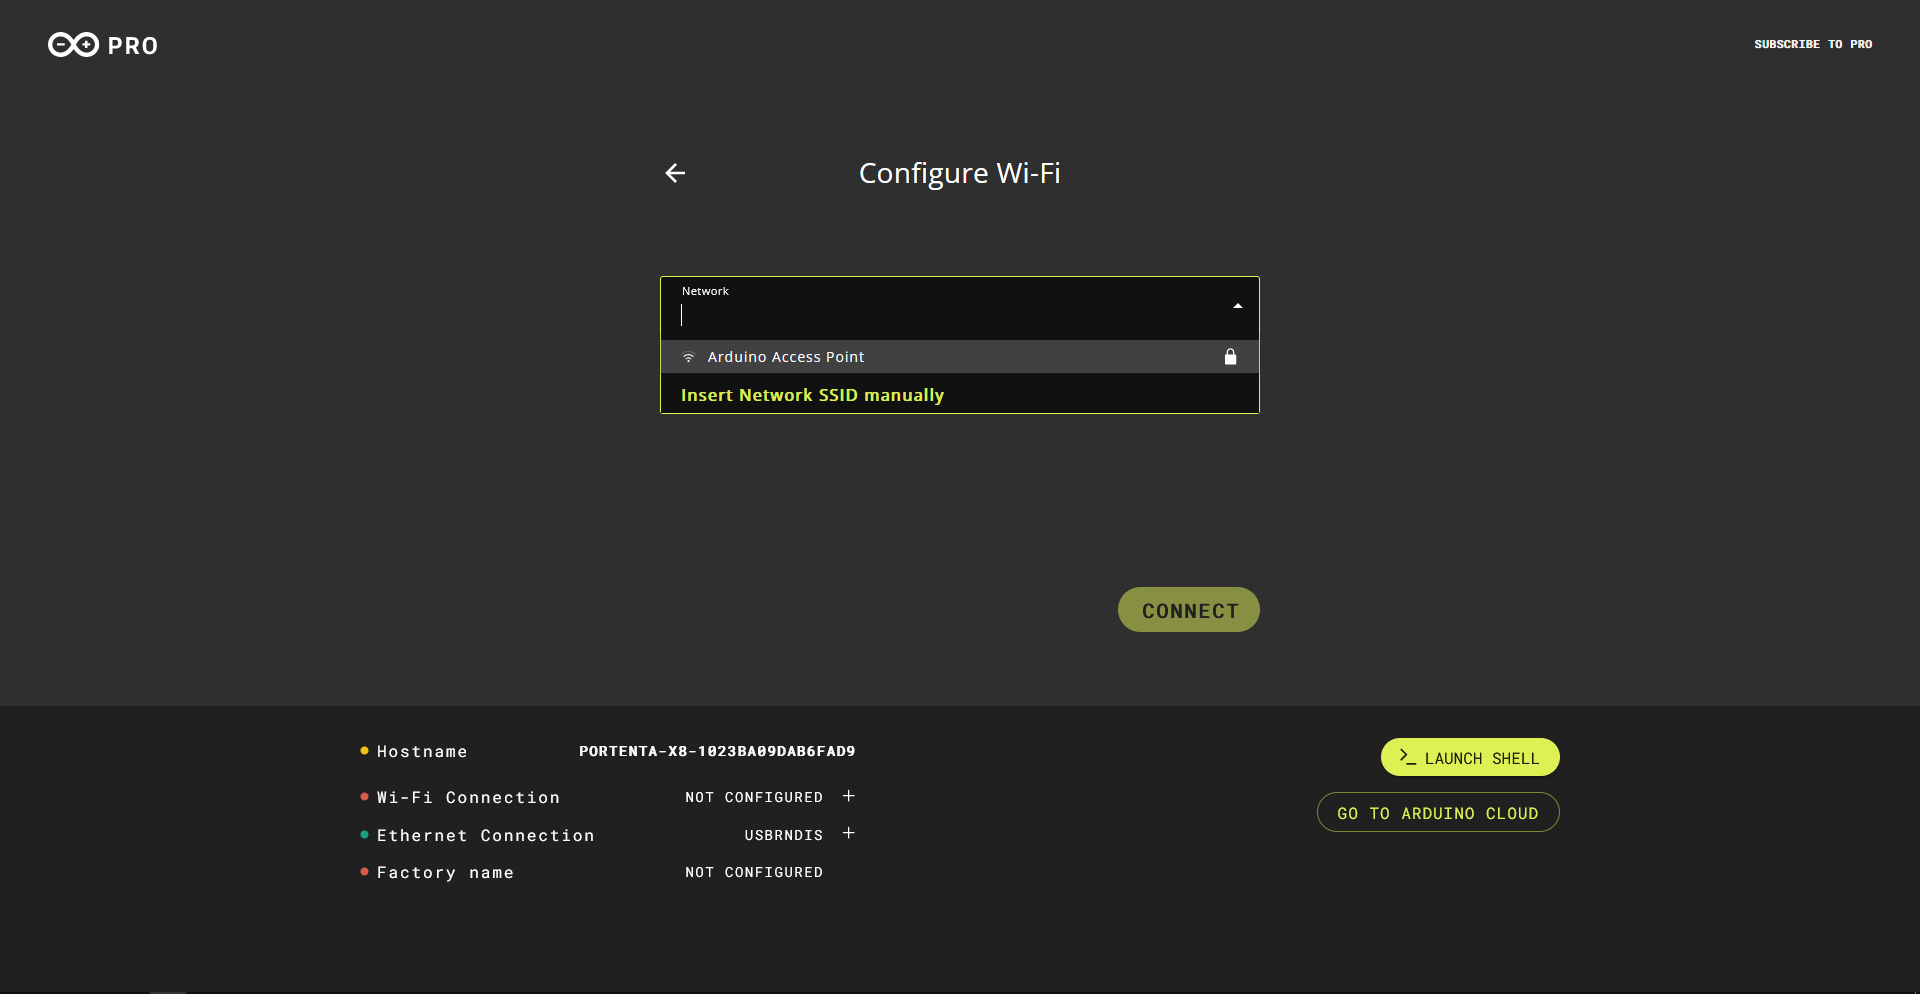 PRO
SUBSCRIBE TO PRO
Configure Wi-Fi
Network
Arduino Access Point
Insert Network SSID manually
CONNECT
Hostname PORTENTA-X8-1023BA09DAB6FAD9
Wi-Fi Connection NOT CONFIGURED +
Ethernet Connection USBRNDIS +
Factory name NOT CONFIGURED
>_ LAUNCH SHELL
GO TO ARDUINO CLOUD